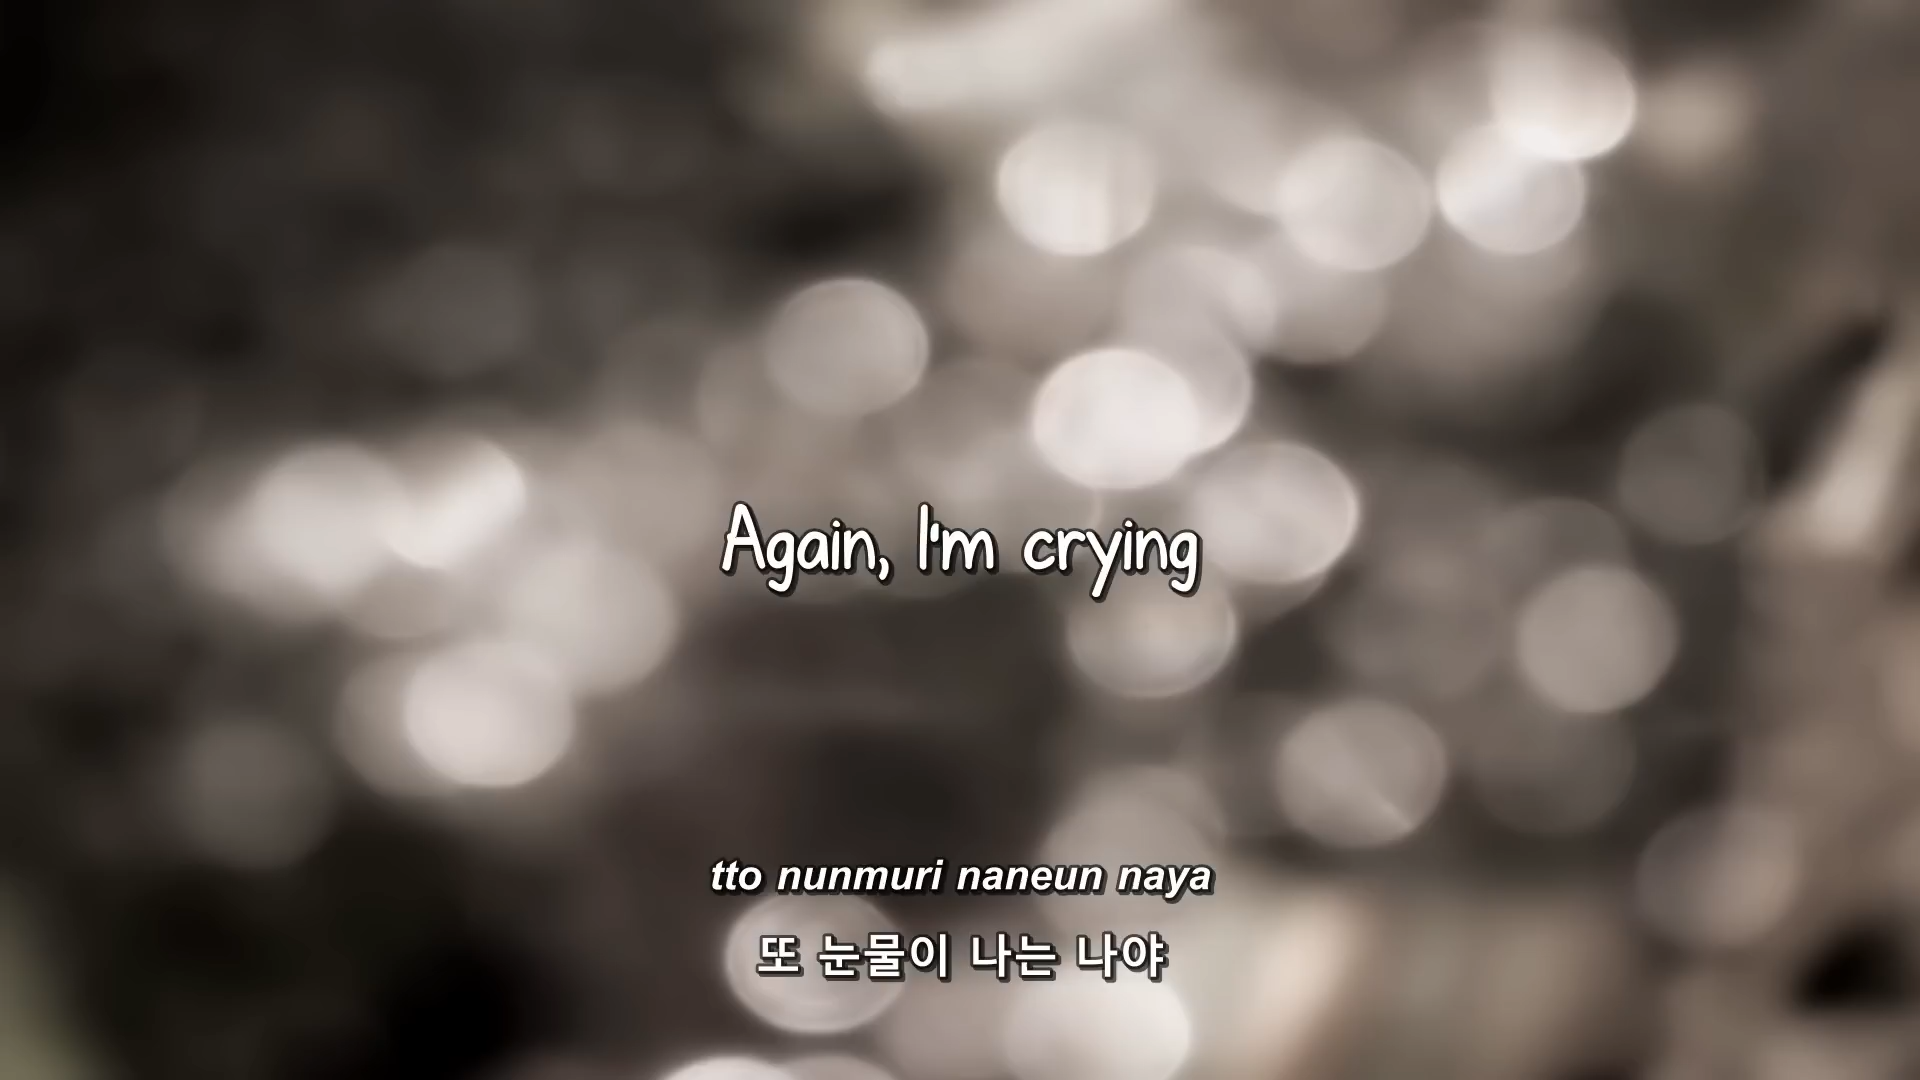 Again, I'm crying
tto nunmuri naneun naya
또 눈물이 나는 나야